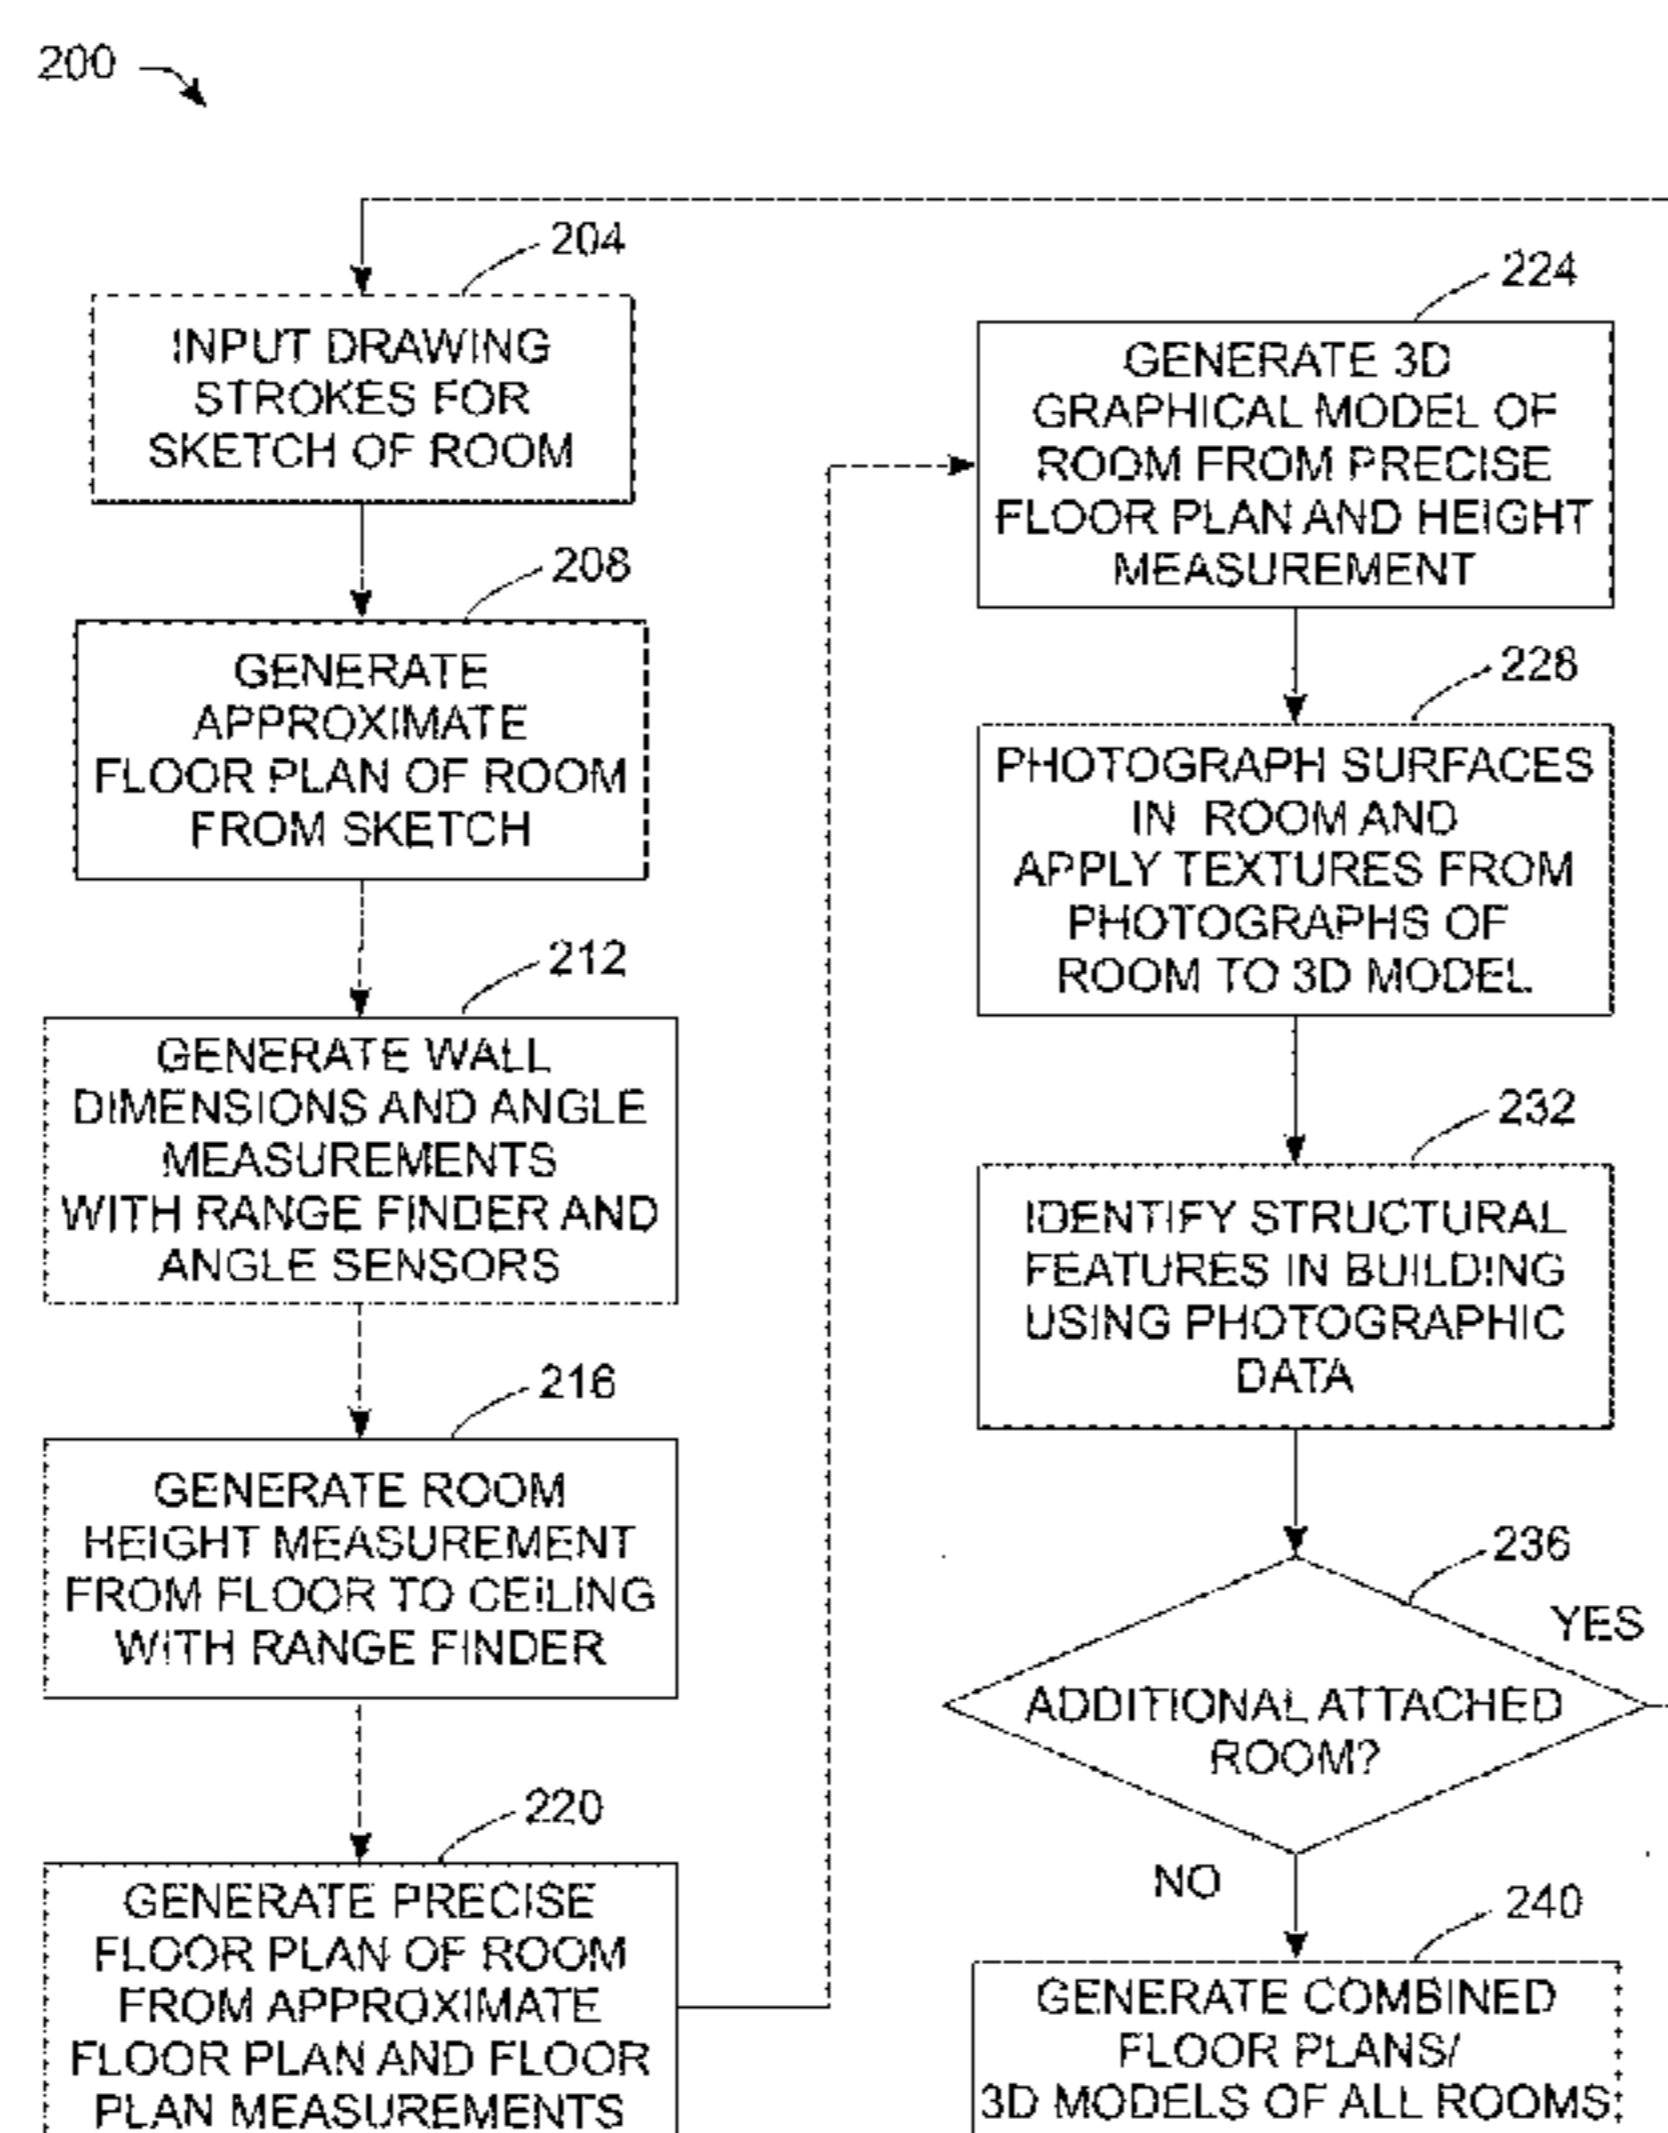 200
204
INPUT DRAWING
STROKES FOR
SKETCH OF ROOM
208
GENERATE
APPROXIMATE
FLOOR PLAN OF ROOM
FROM SKETCH
212
GENERATE WALL
DIMENSIONS AND ANGLE
MEASUREMENTS
WITH RANGE FINDER AND
ANGLE SENSORS
216
GENERATE ROOM
HEIGHT MEASUREMENT
FROM FLOOR TO CEILING
WITH RANGE FINDER
220
GENERATE PRECISE
FLOOR PLAN OF ROOM
FROM APPROXIMATE
FLOOR PLAN AND FLOOR
PLAN MEASUREMENTS
224
GENERATE 3D
GRAPHICAL MODEL OF
ROOM FROM PRECISE
FLOOR PLAN AND HEIGHT
MEASUREMENT
228
PHOTOGRAPH SURFACES
IN ROOM AND
APPLY TEXTURES FROM
PHOTOGRAPHS OF
ROOM TO 3D MODEL
232
IDENTIFY STRUCTURAL
FEATURES IN BUILDING
USING PHOTOGRAPHIC
DATA
236
YES
ADDITIONAL ATTACHED
ROOM?
NO
240
GENERATE COMBINED
FLOOR PLANS/
3D MODELS OF ALL ROOMS